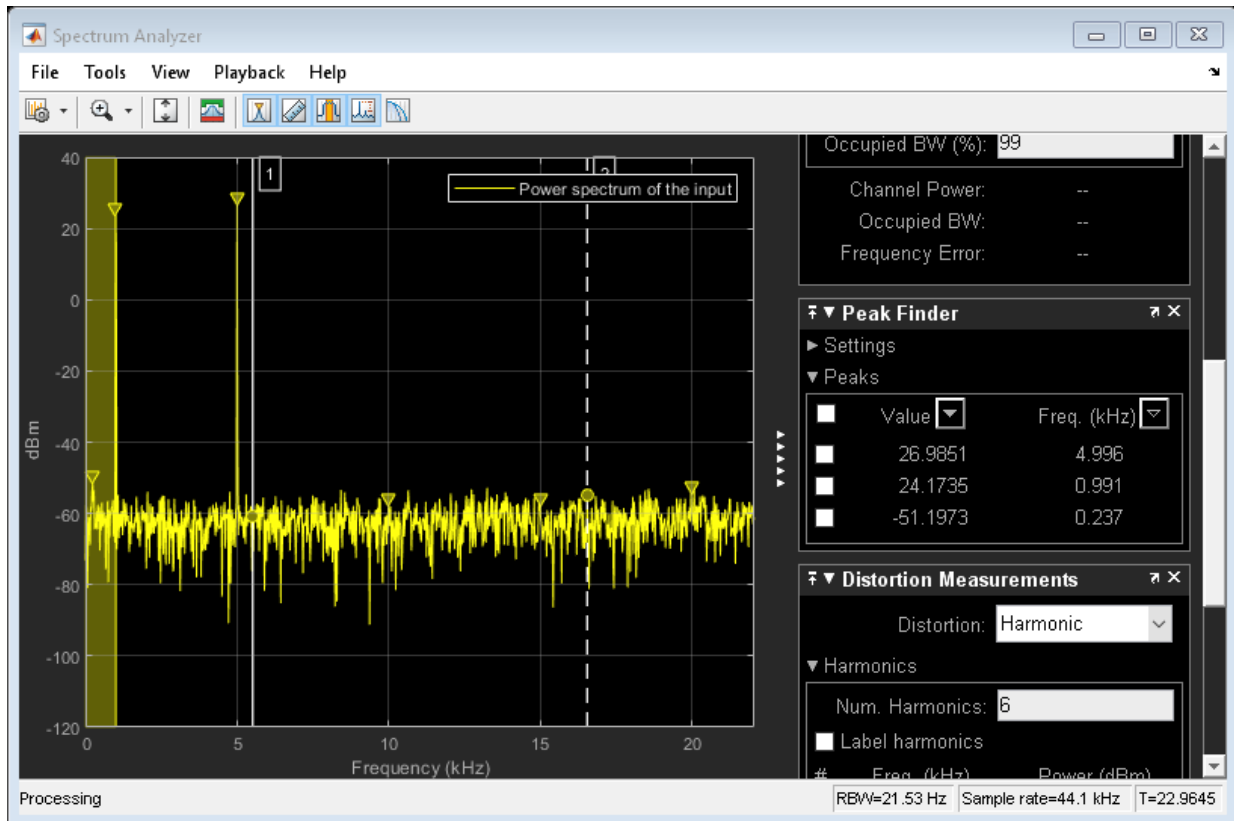 Spectrum Analyzer
File Tools View Playback Help
40
20
0
-20
-40
-60
-80
-100
-120
dBm
0 5 10 15 20
Frequency (kHz)
1
Power spectrum of the input
Occupied BW (%): 99
Channel Power: --
Occupied BW: --
Frequency Error: --
Peak Finder
Settings
Peaks
Value Freq. (kHz)
26.9851 4.996
24.1735 0.991
-51.1973 0.237
Distortion Measurements
Distortion: Harmonic
Harmonics
Num. Harmonics: 6
Label harmonics
# Freq. (kHz) Power (dBm)
Processing
RBW=21.53 Hz Sample rate=44.1 kHz T=22.9645